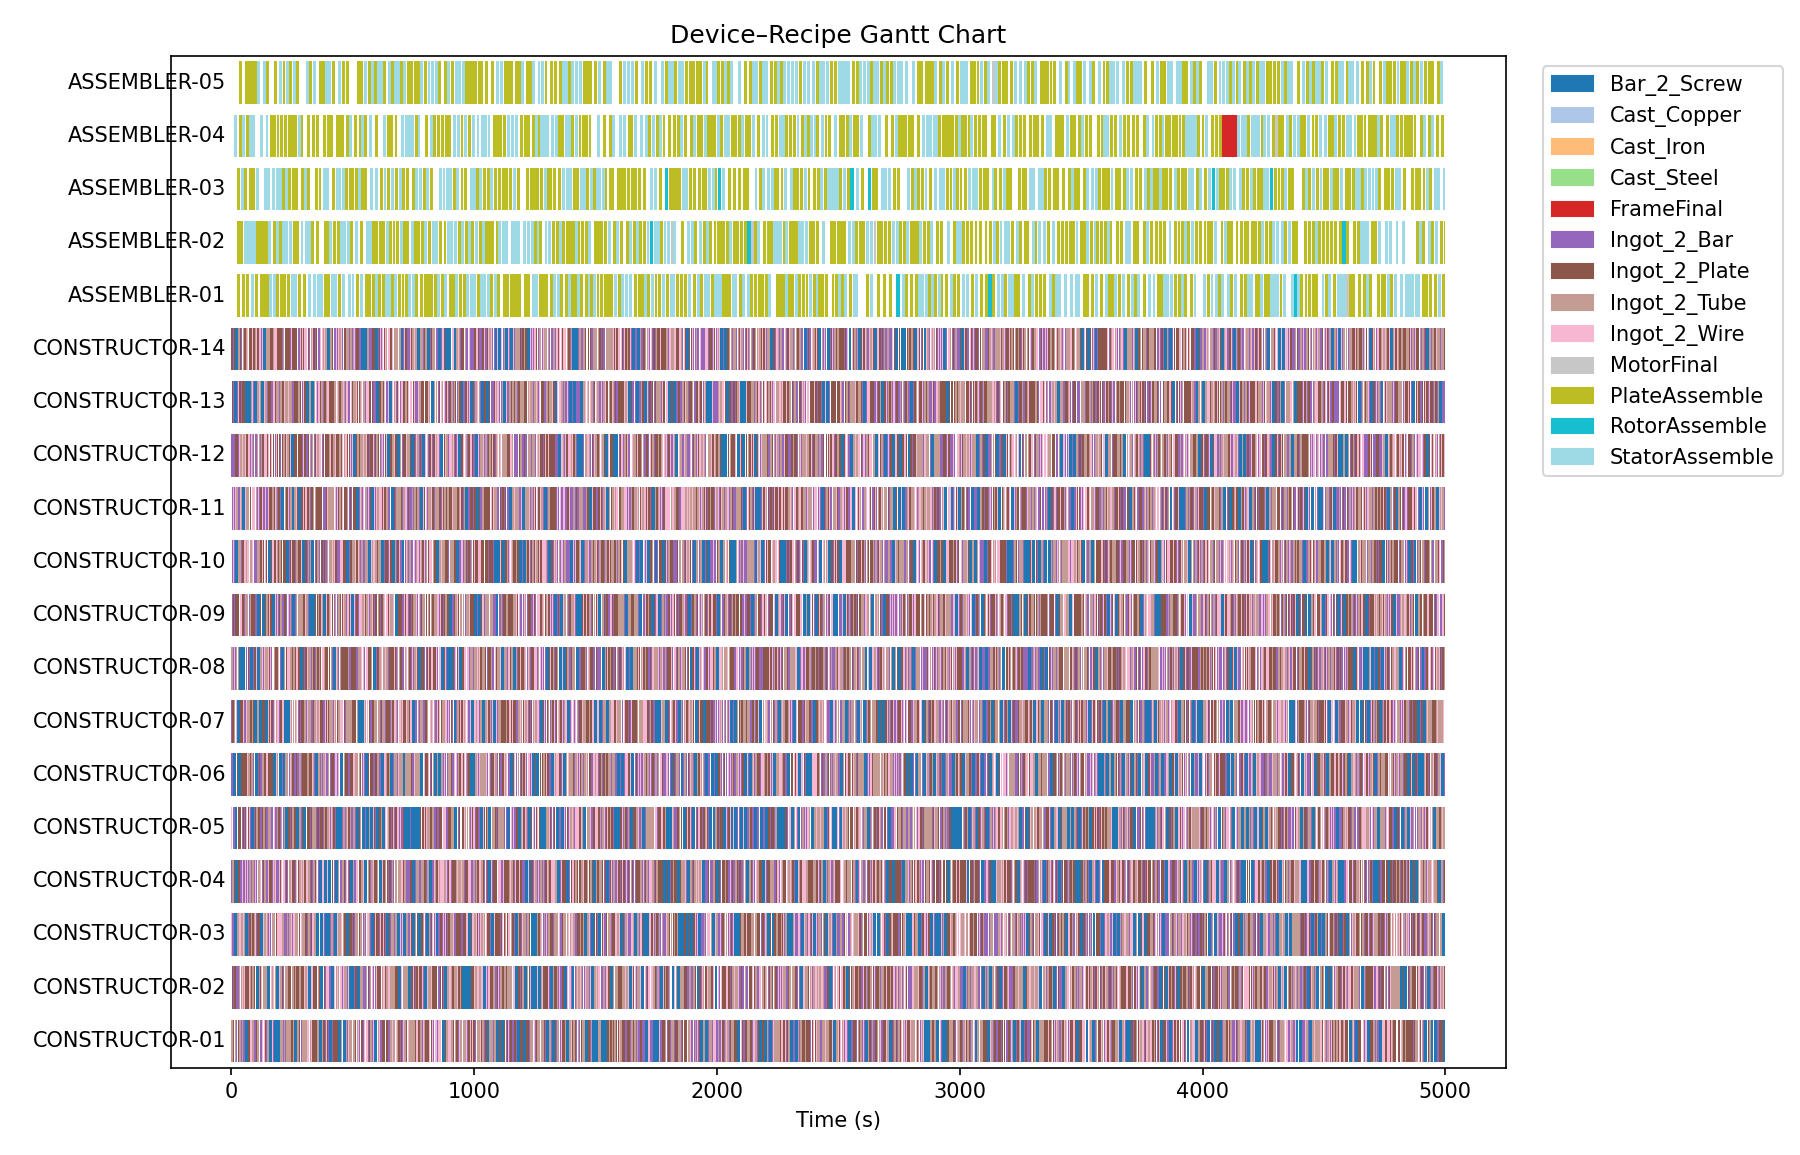 Device–Recipe Gantt Chart
ASSEMBLER-05
ASSEMBLER-04
ASSEMBLER-03
ASSEMBLER-02
ASSEMBLER-01
CONSTRUCTOR-14
CONSTRUCTOR-13
CONSTRUCTOR-12
CONSTRUCTOR-11
CONSTRUCTOR-10
CONSTRUCTOR-09
CONSTRUCTOR-08
CONSTRUCTOR-07
CONSTRUCTOR-06
CONSTRUCTOR-05
CONSTRUCTOR-04
CONSTRUCTOR-03
CONSTRUCTOR-02
CONSTRUCTOR-01
0 1000 2000 3000 4000 5000
Time (s)
Bar_2_Screw
Cast_Copper
Cast_Iron
Cast_Steel
FrameFinal
Ingot_2_Bar
Ingot_2_Plate
Ingot_2_Tube
Ingot_2_Wire
MotorFinal
PlateAssemble
RotorAssemble
StatorAssemble